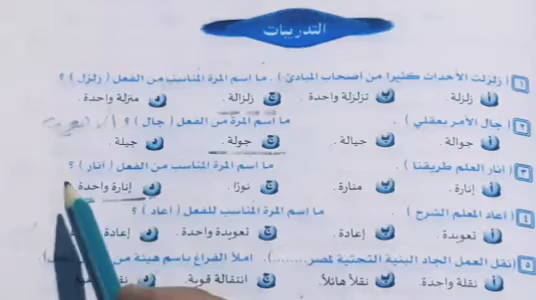 التدريبات
١ ( زلزلت الأحداث كثيرا من أصحاب المبادئ ) . ما اسم المرة المناسب من الفعل ( زلزل ) ؟
أ زلزلة . ب تزلزلة واحدة . ج زلزالة . د منزلة واحدة .
٢ ( جال الأمر بعقلي ) . ما اسم المرة من الفعل ( جال ) ؟
أ جوالة . ب جيالة . ج جولة . د جيلة .
٣ ( أنار العلم طريقنا ) . ما اسم المرة المناسب من الفعل ( أنار ) ؟
أ إنارة . ب منارة . ج نورًا . د إنارة واحدة .
٤ ( أعاد المعلم الشرح ) . ما اسم المرة المناسب للفعل ( أعاد ) ؟
أ تعويدة . ب إعادة . ج تعويدة واحدة . د إعادة
٥ (نقل العمل الجاد البنية التحتية لمصر........). املأ الفراغ باسم هيئة من
أ نقلة واحدة ب نقلاً هائلاً . ج انتقالة قوية . د